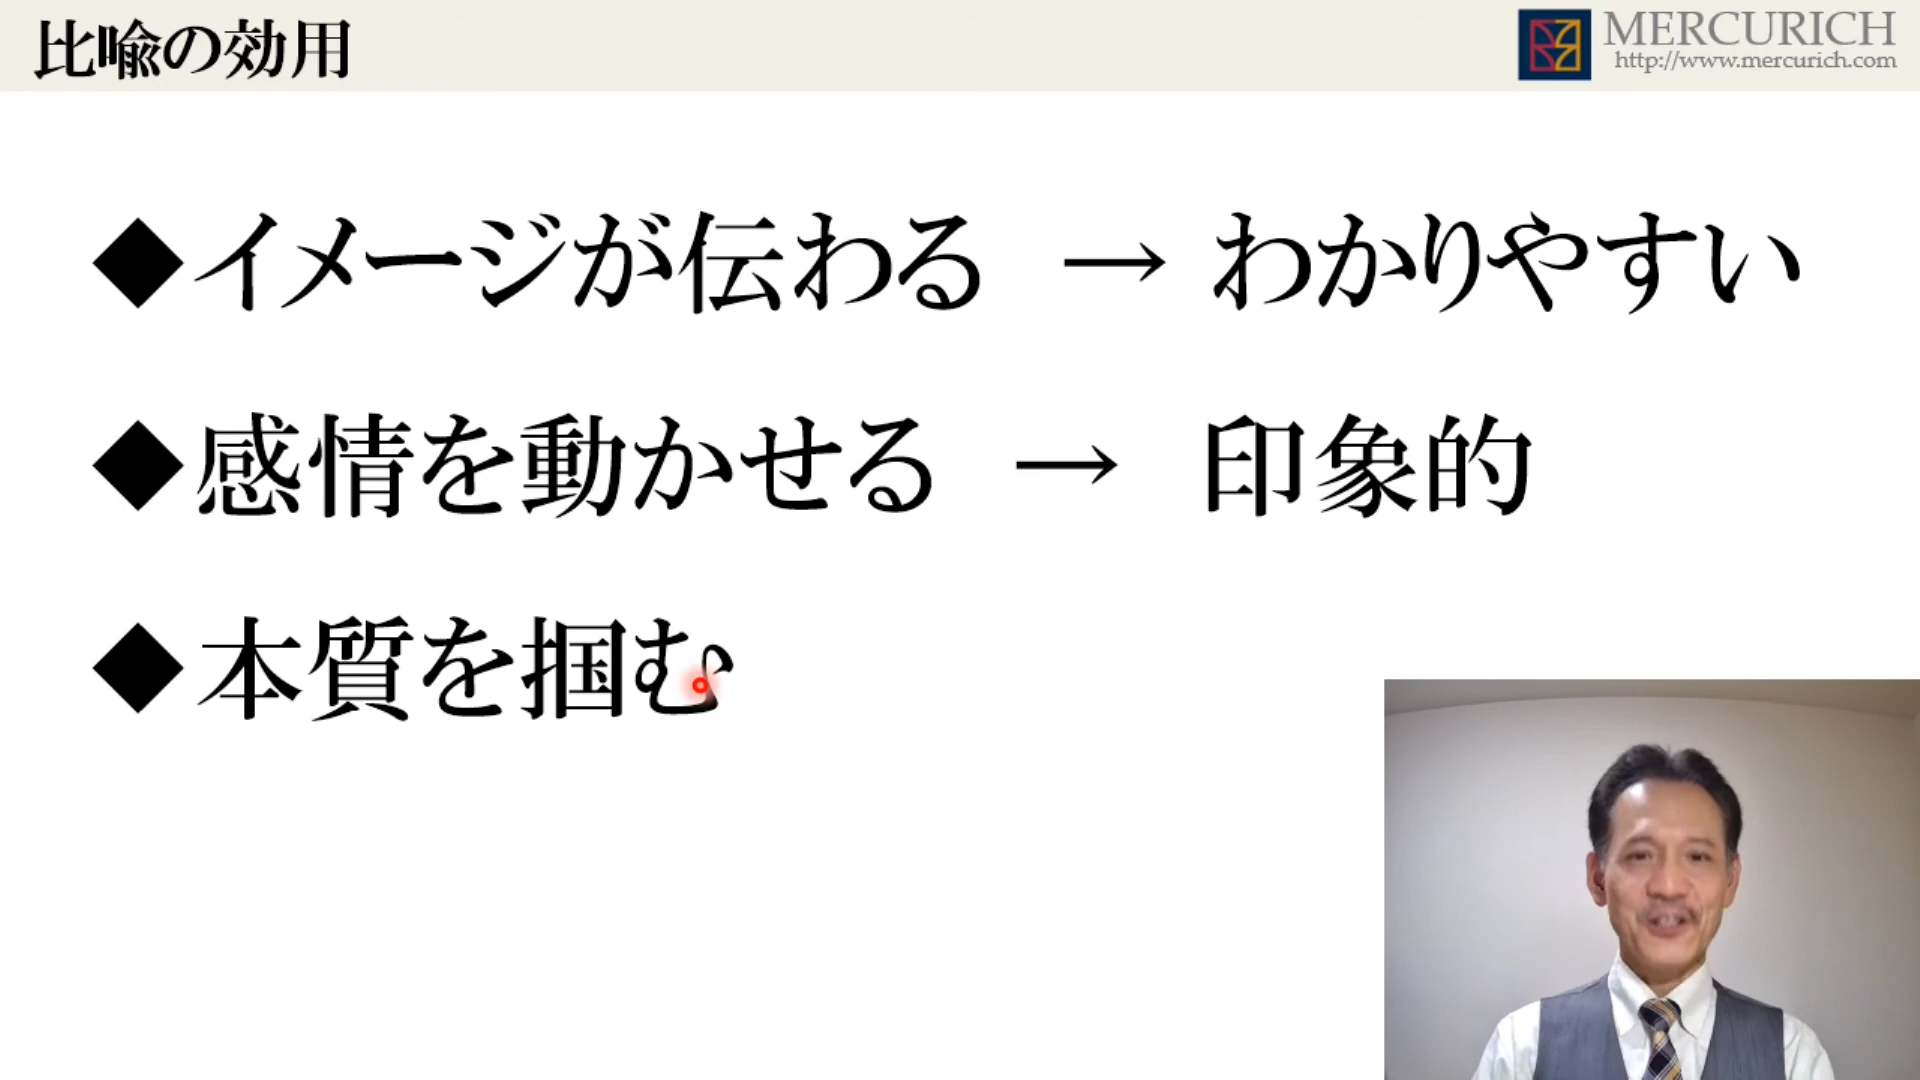 比喩の効用
MERCURICH
http://www.mercurich.com
◆イメージが伝わる → わかりやすい
◆感情を動かせる → 印象的
◆本質を掴む